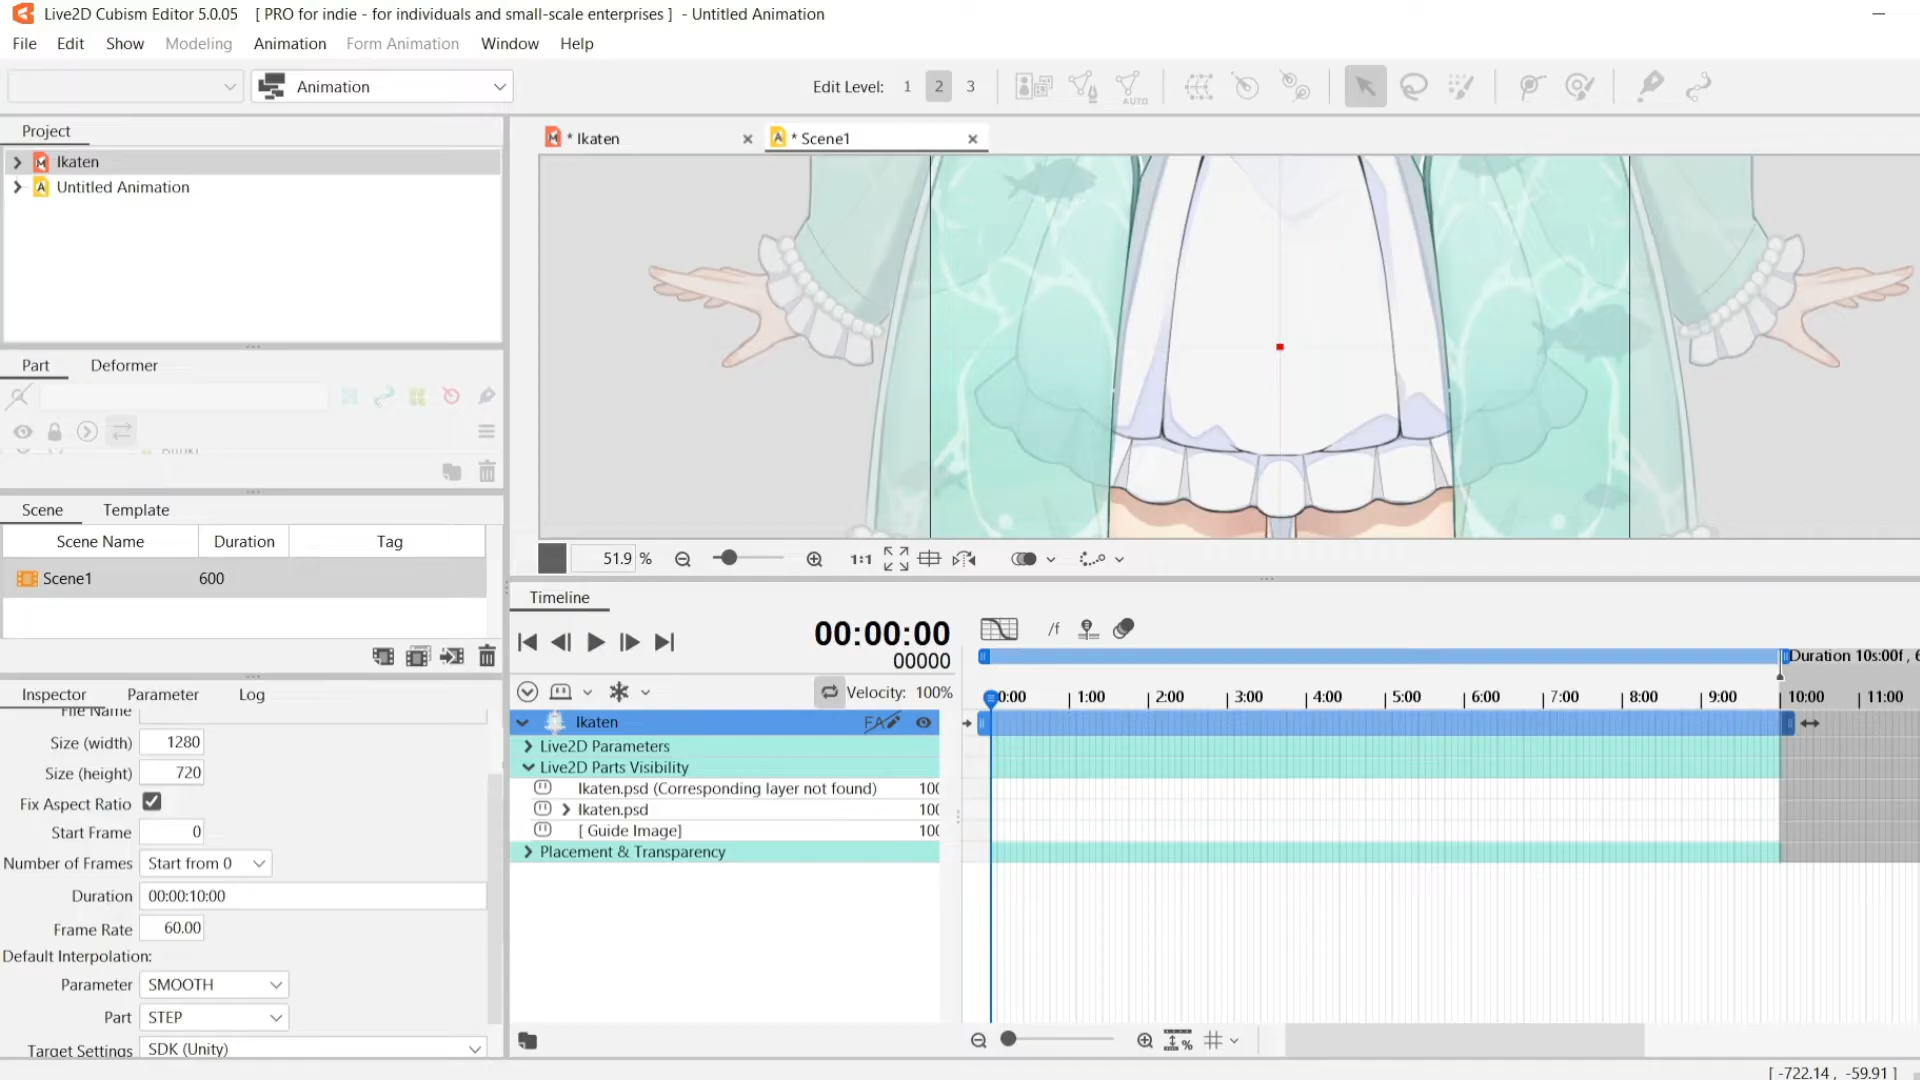 Live2D Cubism Editor 5.0.05 [ PRO for indie - for individuals and small-scale enterprises ] - Untitled Animation
File Edit Show Modeling Animation Form Animation Window Help
Animation
Edit Level: 1 2 3
AUTO
Project
Ikaten
Untitled Animation
* Ikaten
* Scene1
Part Deformer
Scene Template
Scene Name Duration Tag
Scene1 600
51.9 %
1:1
Timeline
00:00:00
00000
/f
Duration 10s:00f , 6
Velocity: 100%
0:00 1:00 2:00 3:00 4:00 5:00 6:00 7:00 8:00 9:00 10:00 11:00
Ikaten
Live2D Parameters
Live2D Parts Visibility
Ikaten.psd (Corresponding layer not found) 100
Ikaten.psd 100
[ Guide Image] 100
Placement & Transparency
Inspector Parameter Log
File Name
Size (width) 1280
Size (height) 720
Fix Aspect Ratio
Start Frame 0
Number of Frames Start from 0
Duration 00:00:10:00
Frame Rate 60.00
Default Interpolation:
Parameter SMOOTH
Part STEP
Target Settings SDK (Unity)
%
[ -722.14 , -59.91 ]